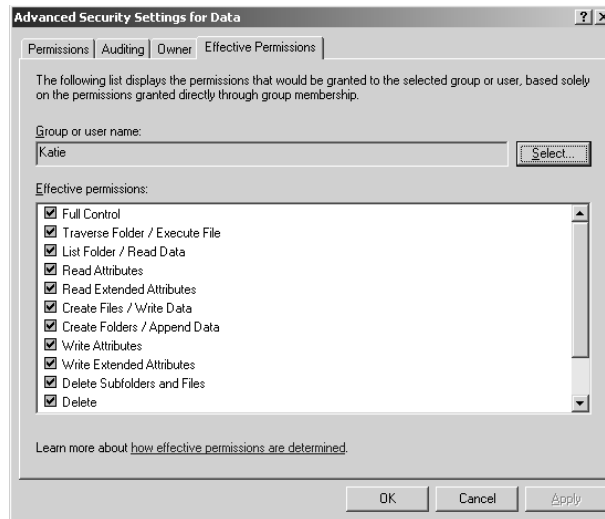 Advanced Security Settings for Data
Permissions Auditing Owner Effective Permissions
The following list displays the permissions that would be granted to the selected group or user, based solely
on the permissions granted directly through group membership.
Group or user name:
Katie Select...
Effective permissions:
Full Control
Traverse Folder / Execute File
List Folder / Read Data
Read Attributes
Read Extended Attributes
Create Files / Write Data
Create Folders / Append Data
Write Attributes
Write Extended Attributes
Delete Subfolders and Files
Delete
Learn more about how effective permissions are determined.
OK Cancel Apply